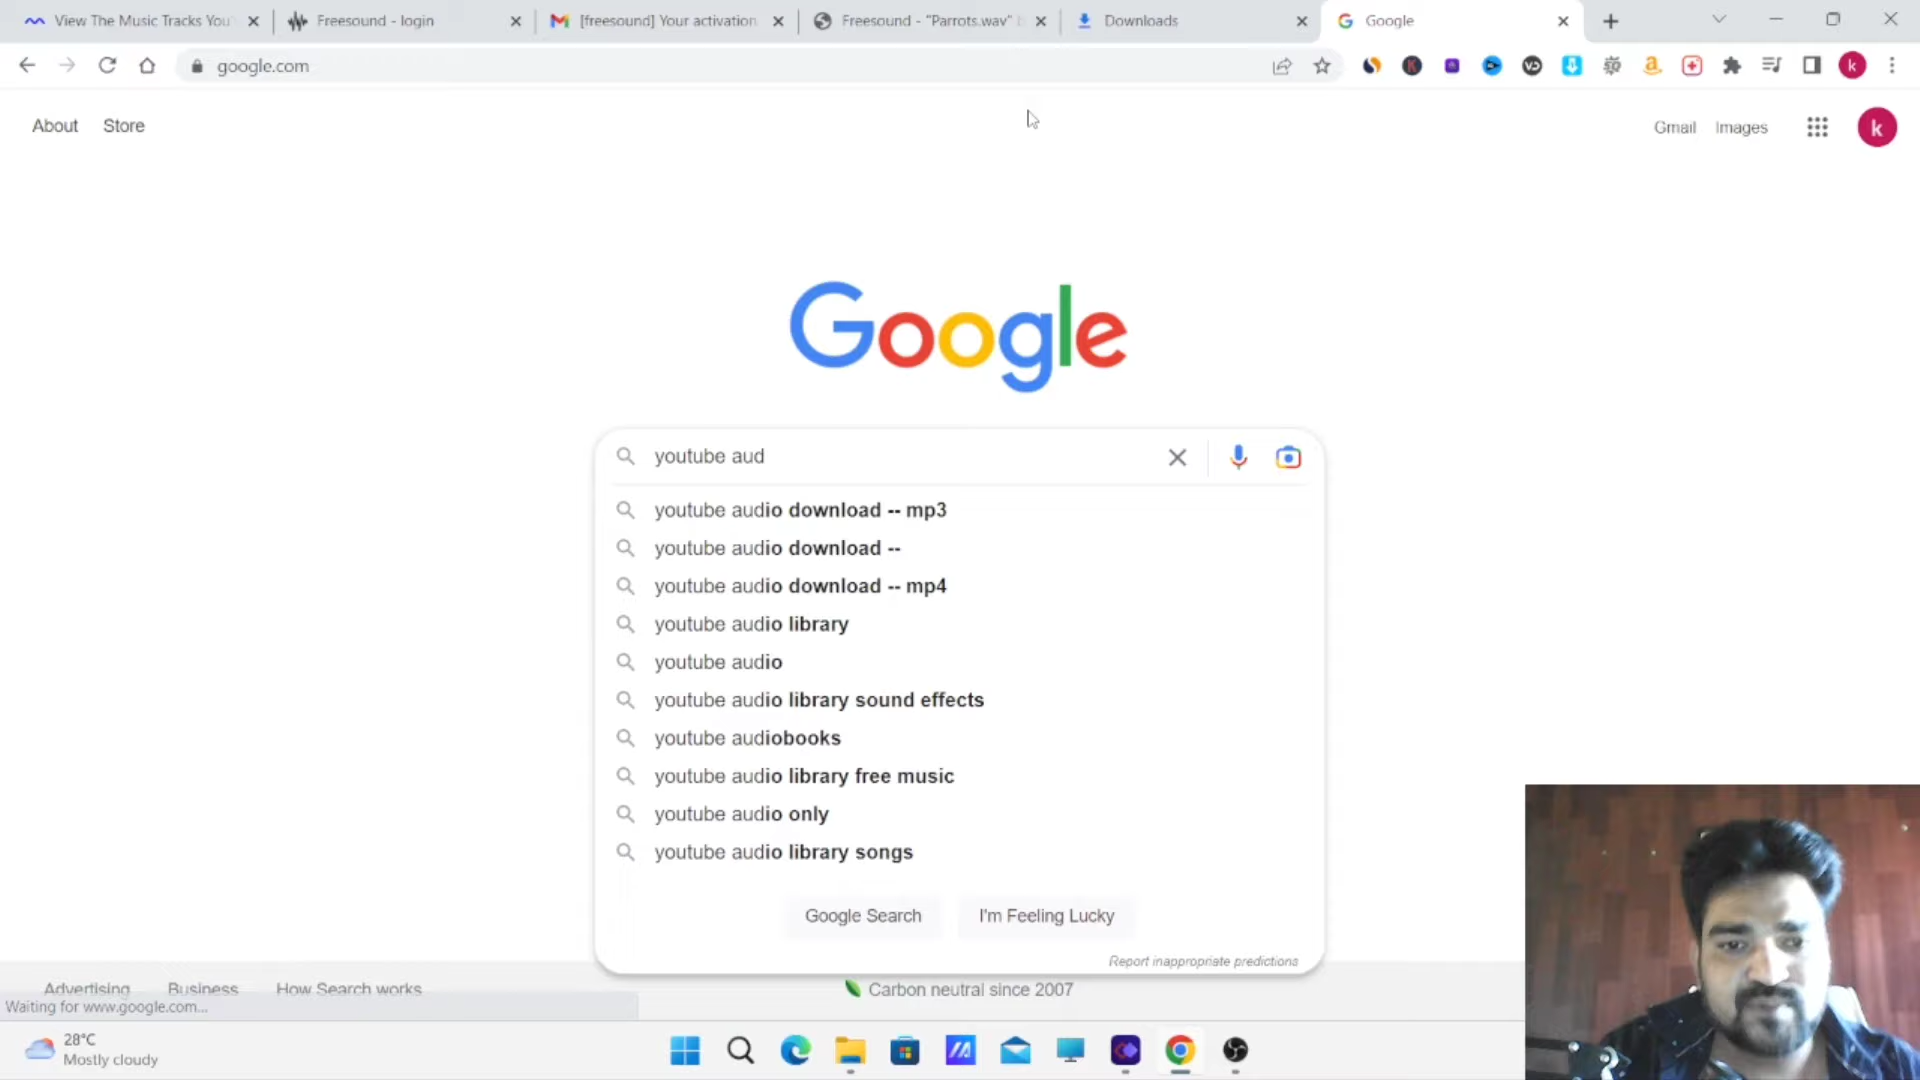 View The Music Tracks You
Freesound - login
[freesound] Your activation
Freesound - "Parrots.wav" b
Downloads
Google
google.com
k
About
Store
Gmail
Images
k
Google
youtube aud
youtube audio download -- mp3
youtube audio download --
youtube audio download -- mp4
youtube audio library
youtube audio
youtube audio library sound effects
youtube audiobooks
youtube audio library free music
youtube audio only
youtube audio library songs
Google Search
I'm Feeling Lucky
Report inappropriate predictions
Advertising
Business
How Search works
Carbon neutral since 2007
Waiting for www.google.com...
28°C
Mostly cloudy